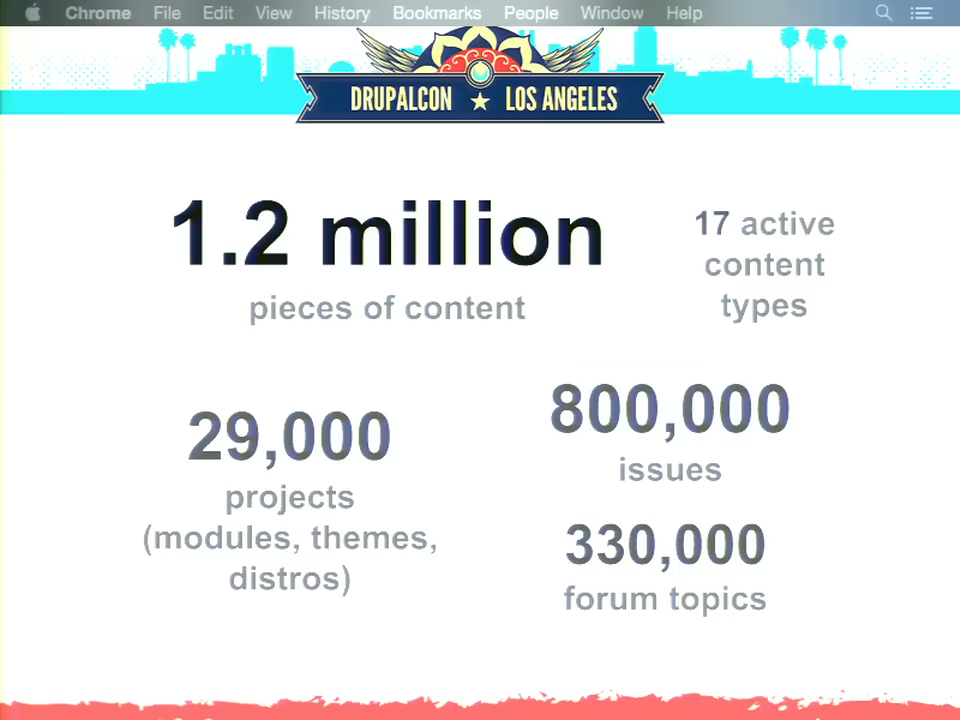 Chrome File Edit View History Bookmarks People Window Help
DRUPALCON ★ LOS ANGELES
1.2 million
pieces of content
17 active
content
types
29,000
projects
(modules, themes,
distros)
800,000
issues
330,000
forum topics